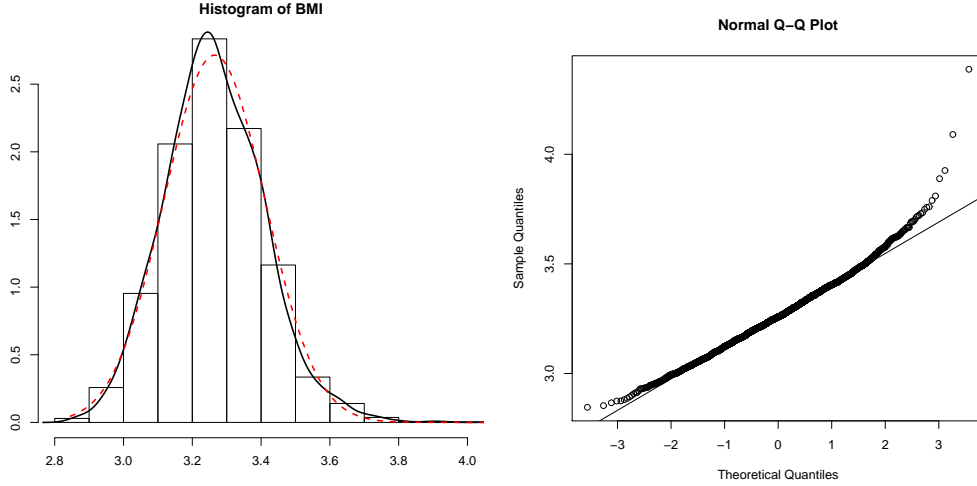 Histogram of BMI
2.5
2.0
1.5
1.0
0.5
0.0
2.8 3.0 3.2 3.4 3.6 3.8 4.0
Normal Q−Q Plot
Sample Quantiles
4.0
3.5
3.0
−3 −2 −1 0 1 2 3
Theoretical Quantiles